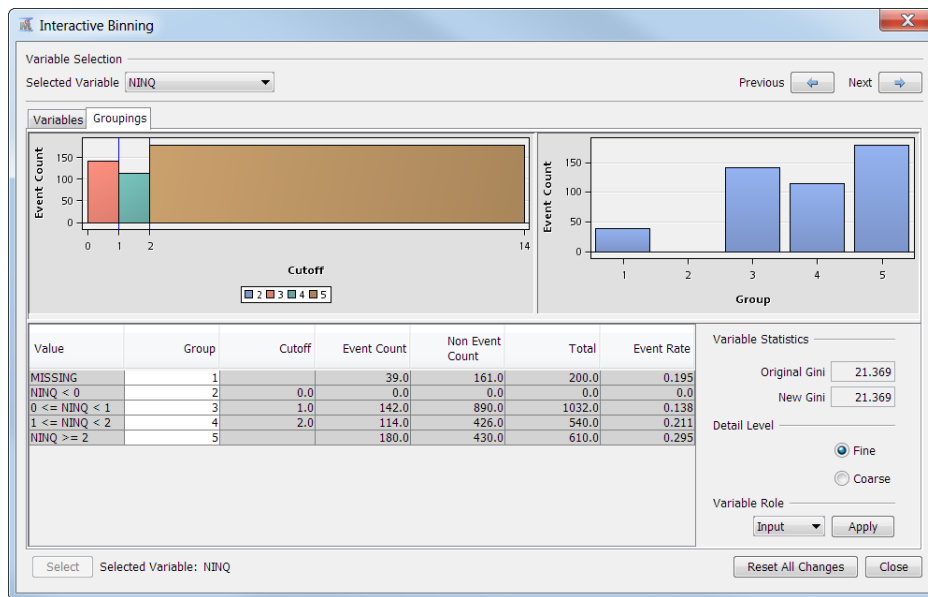 Interactive Binning
Variable Selection
Selected Variable NINQ
Previous Next
Variables Groupings
Event Count
150
100
50
0
0 1 2 14
Cutoff
2 3 4 5
Event Count
150
100
50
0
1 2 3 4 5
Group
Value Group Cutoff Event Count Non Event Count Total Event Rate
MISSING 1 39.0 161.0 200.0 0.195
NINQ < 0 2 0.0 0.0 0.0 0.0 0.0
0 <= NINQ < 1 3 1.0 142.0 890.0 1032.0 0.138
1 <= NINQ < 2 4 2.0 114.0 426.0 540.0 0.211
NINQ >= 2 5 180.0 430.0 610.0 0.295
Variable Statistics
Original Gini 21.369
New Gini 21.369
Detail Level
Fine
Coarse
Variable Role
Input Apply
Select Selected Variable: NINQ Reset All Changes Close